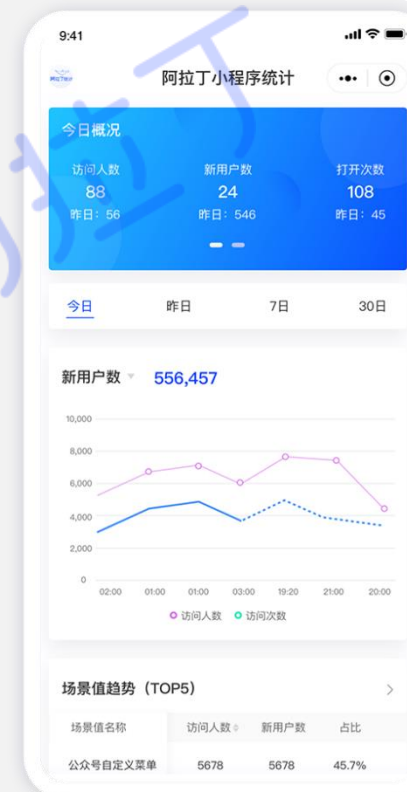 9:41
阿拉丁小程序统计
今日概况
访问人数 新用户数 打开次数
88 24 108
昨日：56 昨日：546 昨日：45
今日 昨日 7日 30日
新用户数 556,457
10,000
8,000
6,000
4,000
2,000
0
02:00 01:00 01:00 03:00 19:20 21:00 20:00
访问人数 访问次数
场景值趋势（TOP5）
场景值名称 访问人数 新用户数 占比
公众号自定义菜单 5678 5678 45.7%